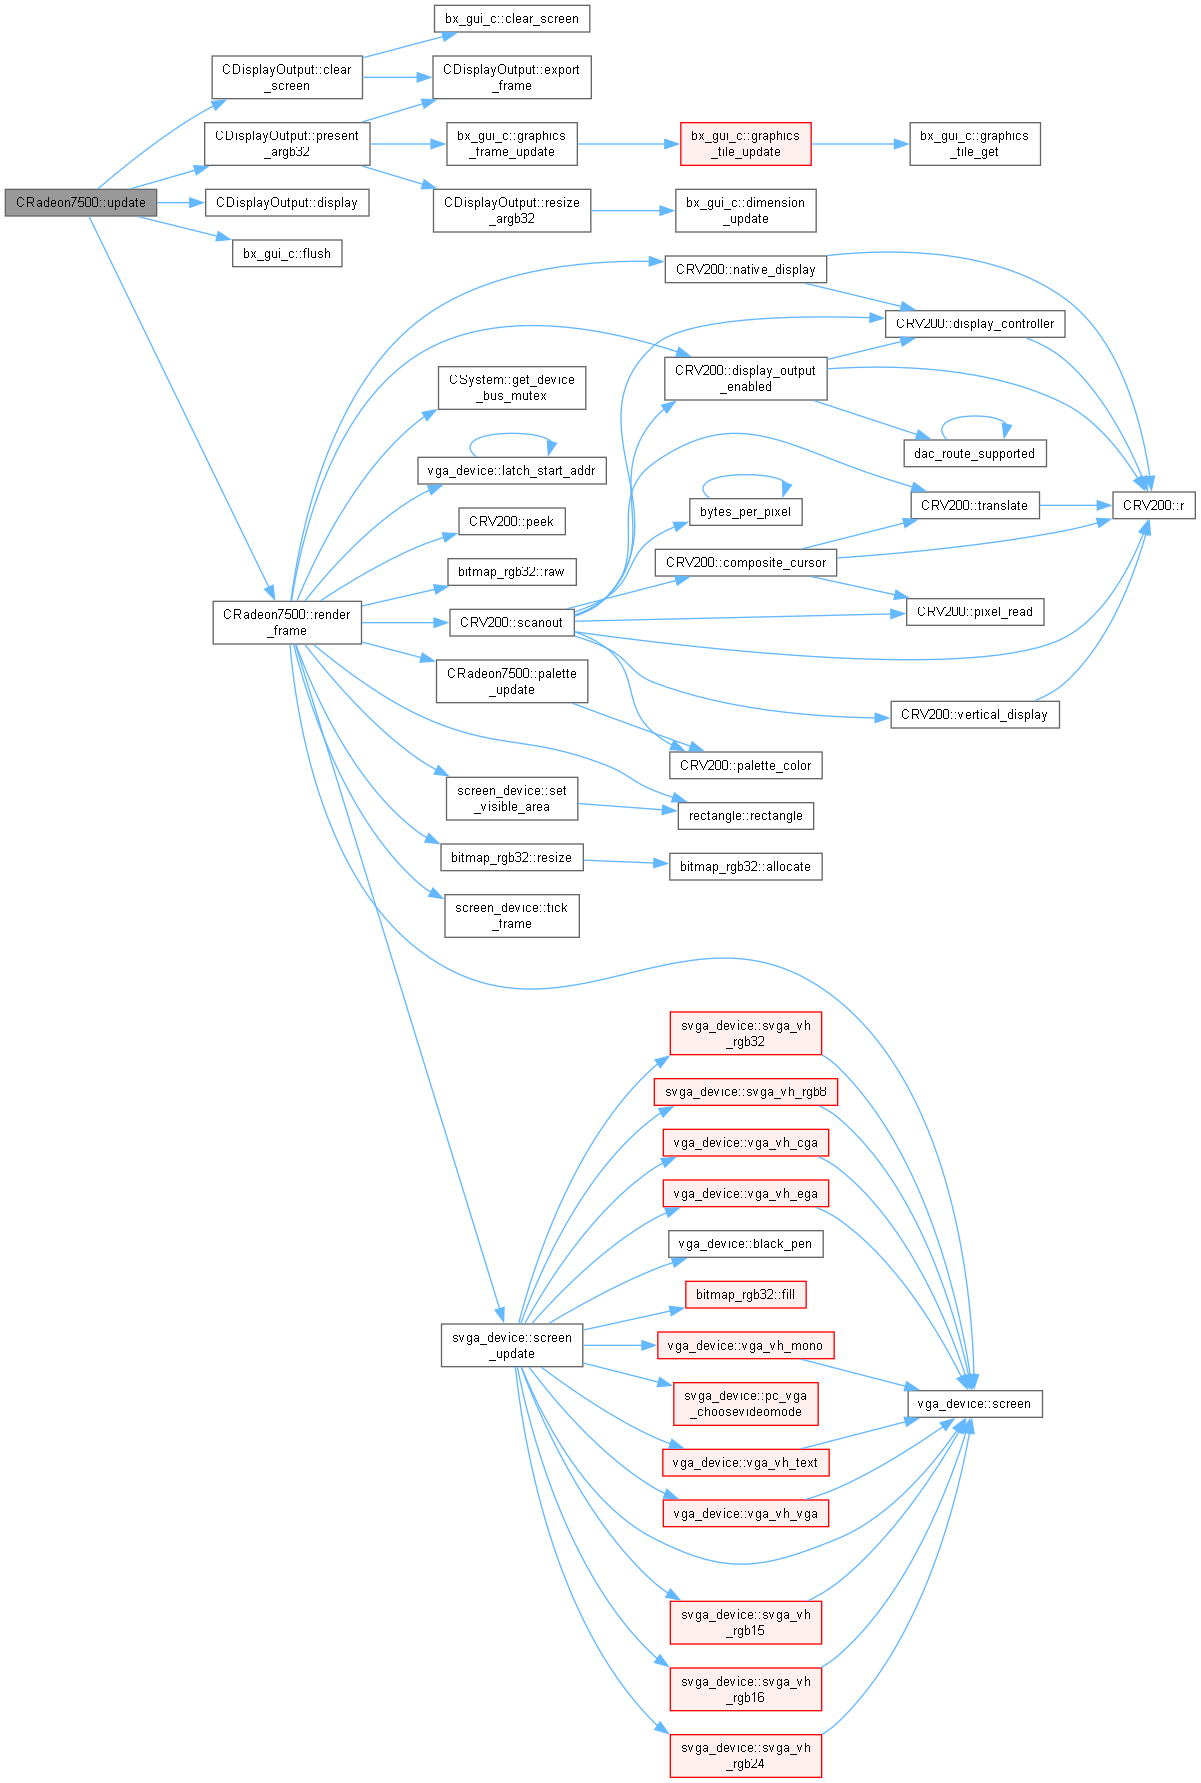 bx_gui_c::clear_screen
CDisplayOutput::clear
_screen
CDisplayOutput::export
_frame
CDisplayOutput::present
_argb32
bx_gui_c::graphics
_frame_update
bx_gui_c::graphics
_tile_update
bx_gui_c::graphics
_tile_get
CRadeon7500::update
CDisplayOutput::display
CDisplayOutput::resize
_argb32
bx_gui_c::dimension
_update
bx_gui_c::flush
CRV200::native_display
CRV200::display_controller
CSystem::get_device
_bus_mutex
CRV200::display_output
_enabled
dac_route_supported
vga_device::latch_start_addr
bytes_per_pixel
CRV200::translate
CRV200::r
CRV200::peek
CRV200::composite_cursor
bitmap_rgb32::raw
CRV200::pixel_read
CRadeon7500::render
_frame
CRV200::scanout
CRadeon7500::palette
_update
CRV200::vertical_display
CRV200::palette_color
screen_device::set
_visible_area
rectangle::rectangle
bitmap_rgb32::resize
bitmap_rgb32::allocate
screen_device::tick
_frame
svga_device::svga_vh
_rgb32
svga_device::svga_vh_rgb8
vga_device::vga_vh_cga
vga_device::vga_vh_ega
vga_device::black_pen
bitmap_rgb32::fill
svga_device::screen
_update
vga_device::vga_vh_mono
svga_device::pc_vga
_choosevideomode
vga_device::screen
vga_device::vga_vh_text
vga_device::vga_vh_vga
svga_device::svga_vh
_rgb15
svga_device::svga_vh
_rgb16
svga_device::svga_vh
_rgb24